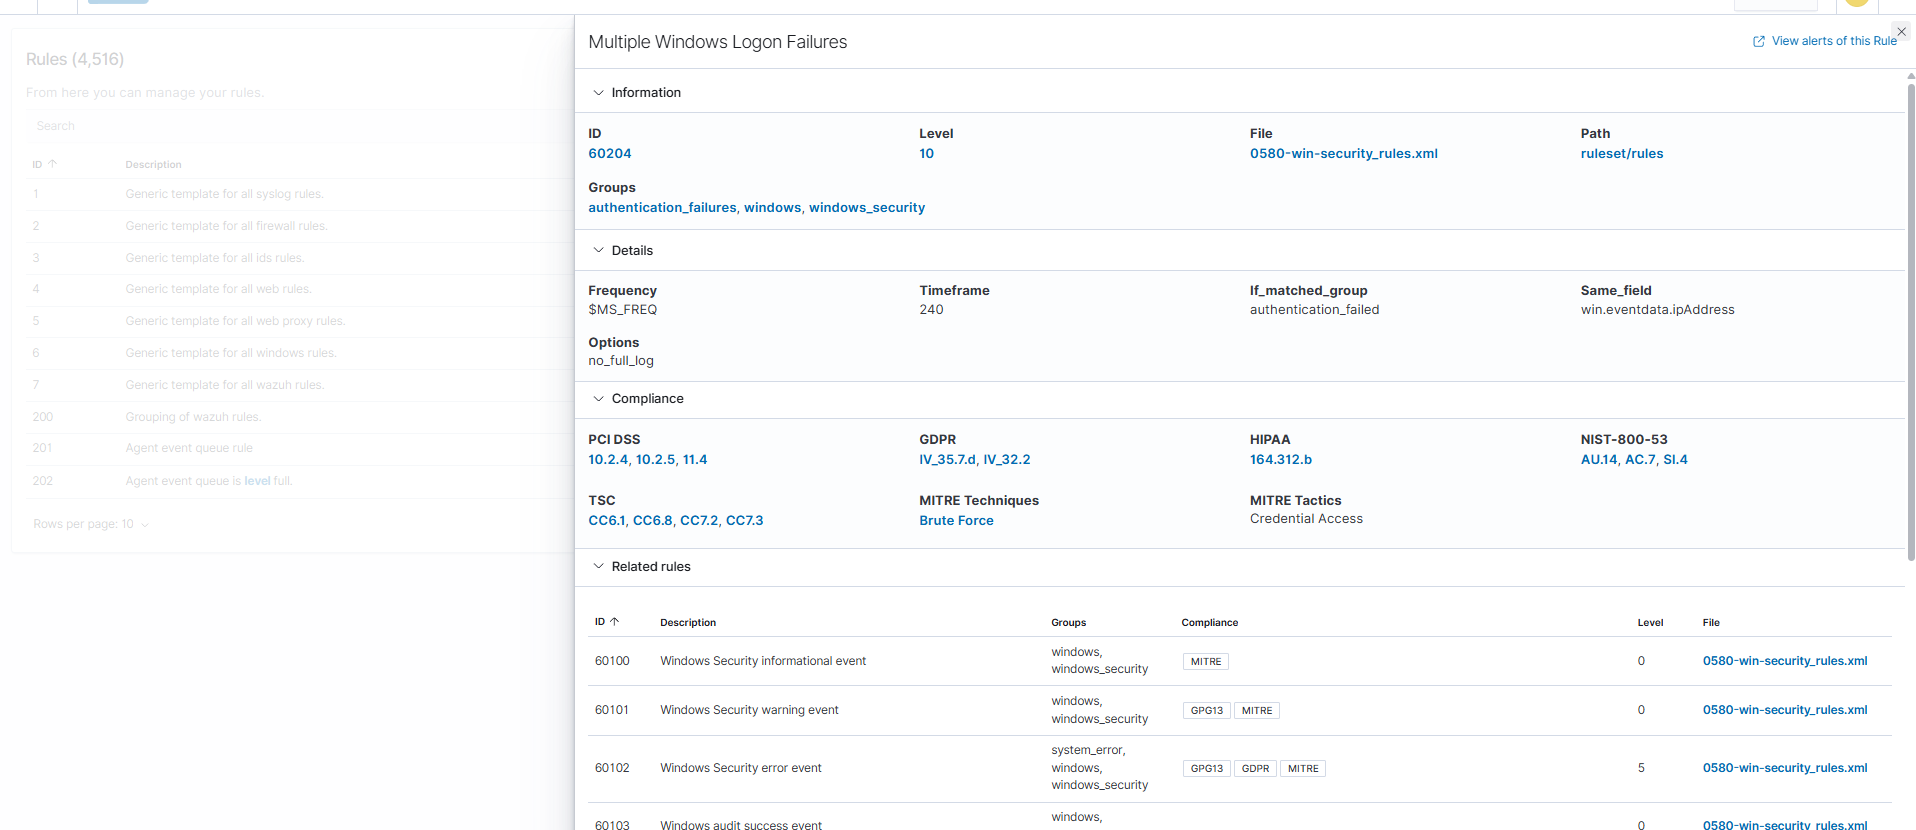 Rules (4,516)
From here you can manage your rules.
Search
ID Description
1 Generic template for all syslog rules.
2 Generic template for all firewall rules.
3 Generic template for all ids rules.
4 Generic template for all web rules.
5 Generic template for all web proxy rules.
6 Generic template for all windows rules.
7 Generic template for all wazuh rules.
200 Grouping of wazuh rules.
201 Agent event queue rule
202 Agent event queue is level full.
Rows per page: 10
Multiple Windows Logon Failures
View alerts of this Rule
Information
ID Level File Path
60204 10 0580-win-security_rules.xml ruleset/rules
Groups
authentication_failures, windows, windows_security
Details
Frequency Timeframe If_matched_group Same_field
$MS_FREQ 240 authentication_failed win.eventdata.ipAddress
Options
no_full_log
Compliance
PCI DSS GDPR HIPAA NIST-800-53
10.2.4, 10.2.5, 11.4 IV_35.7.d, IV_32.2 164.312.b AU.14, AC.7, SI.4
TSC MITRE Techniques MITRE Tactics
CC6.1, CC6.8, CC7.2, CC7.3 Brute Force Credential Access
Related rules
ID Description Groups Compliance Level File
60100 Windows Security informational event windows, windows_security MITRE 0 0580-win-security_rules.xml
60101 Windows Security warning event windows, windows_security GPG13 MITRE 0 0580-win-security_rules.xml
60102 Windows Security error event system_error, windows, windows_security GPG13 GDPR MITRE 5 0580-win-security_rules.xml
60103 Windows audit success event windows, 0 0580-win-security_rules.xml